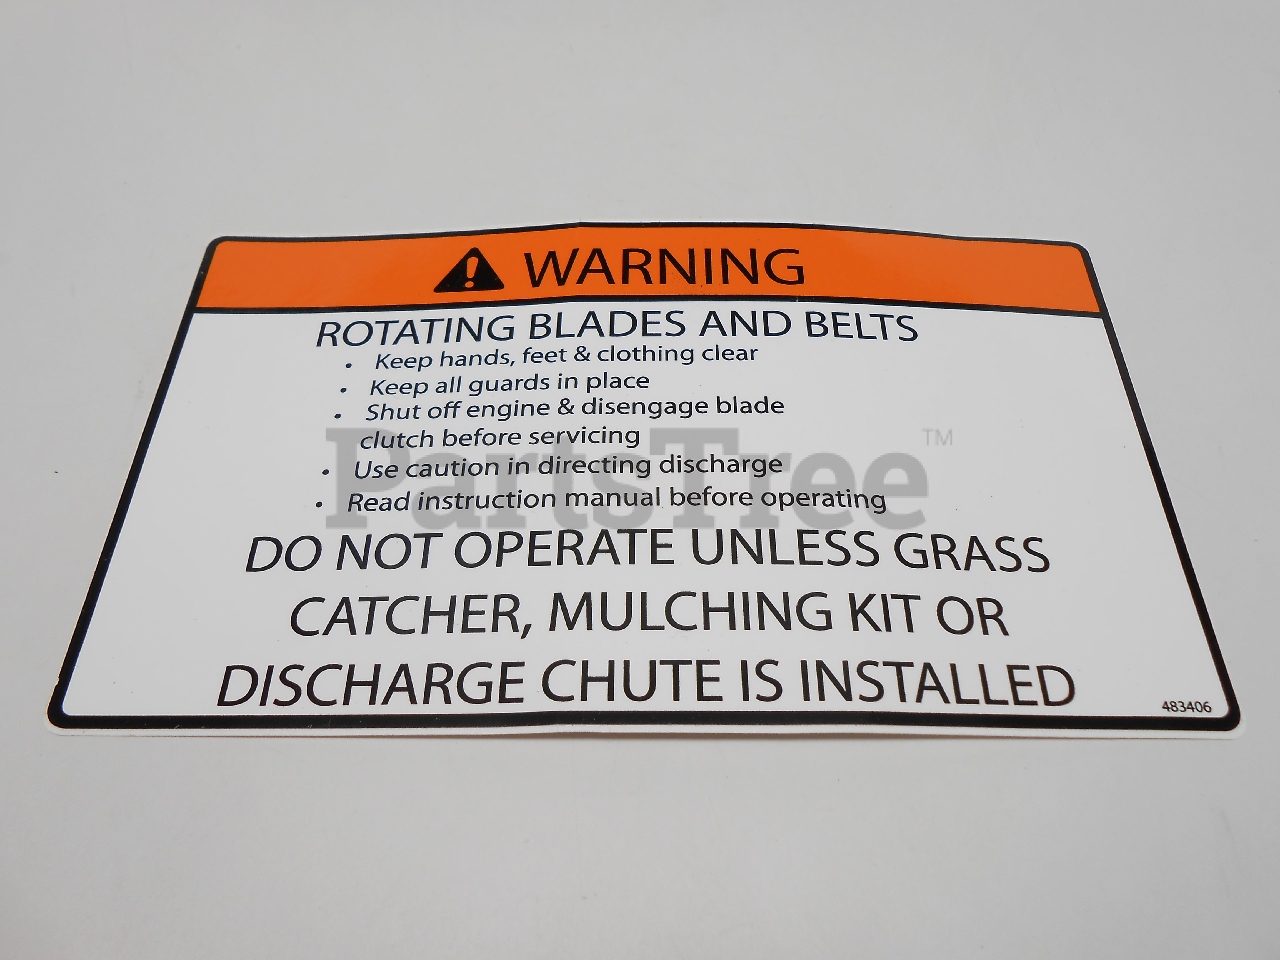 WARNING
ROTATING BLADES AND BELTS
• Keep hands, feet & clothing clear
• Keep all guards in place
• Shut off engine & disengage blade
clutch before servicing
• Use caution in directing discharge
• Read instruction manual before operating
PartsTree™
DO NOT OPERATE UNLESS GRASS
CATCHER, MULCHING KIT OR
DISCHARGE CHUTE IS INSTALLED
483406